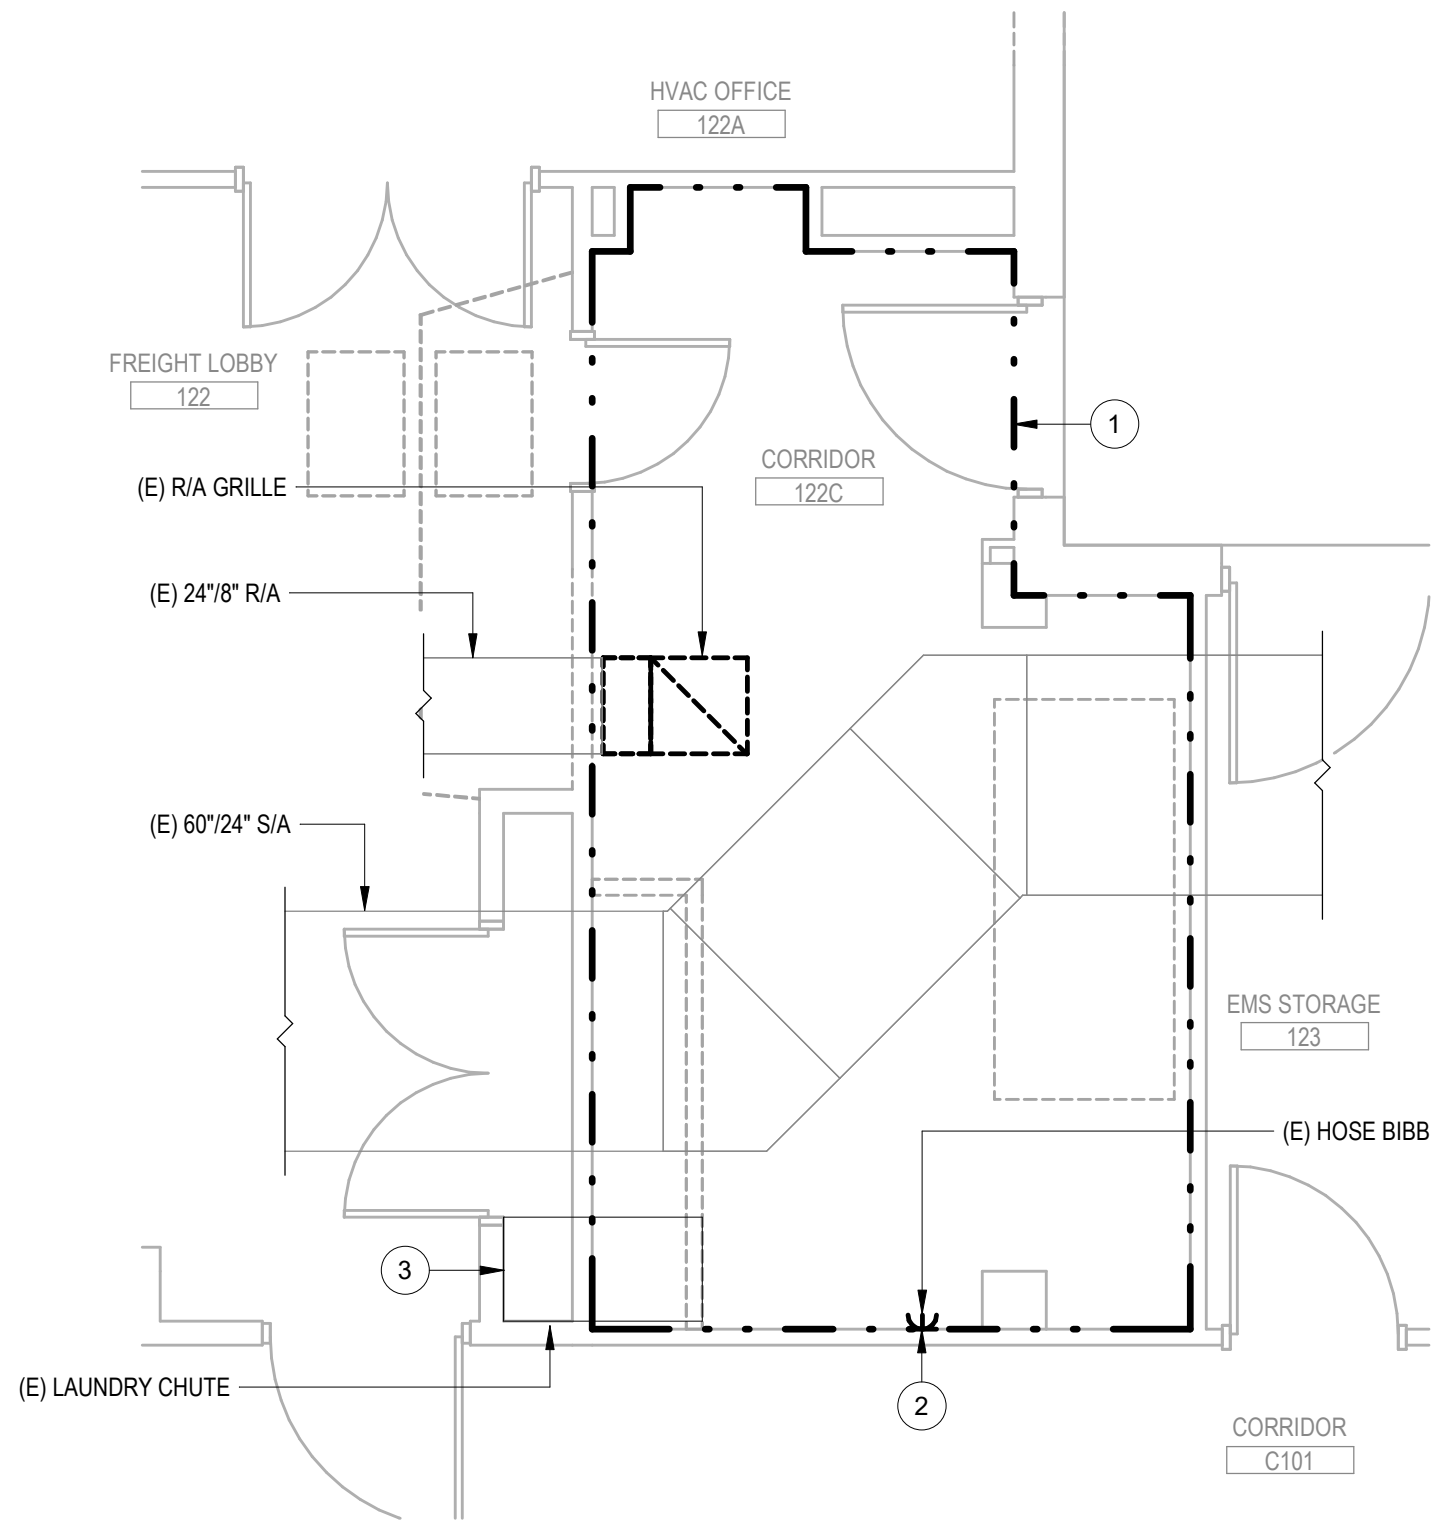 HVAC OFFICE
122A
FREIGHT LOBBY
122
1
CORRIDOR
122C
(E) R/A GRILLE
(E) 24"/8" R/A
(E) 60"/24" S/A
EMS STORAGE
123
(E) HOSE BIBB
3
(E) LAUNDRY CHUTE
2
CORRIDOR
C101